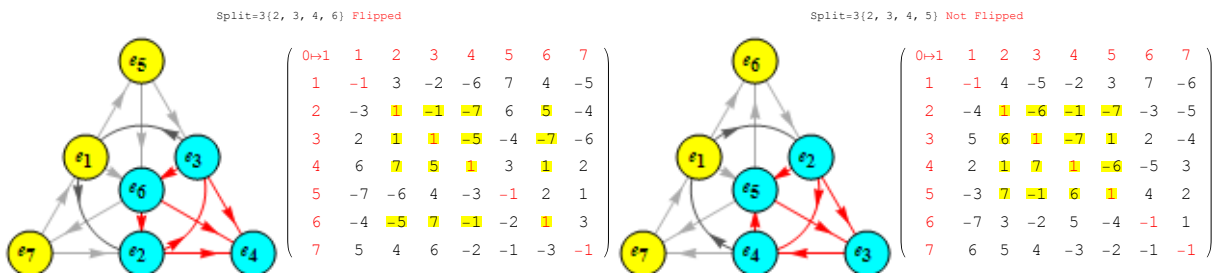 Split=3{2, 3, 4, 6} Flipped
e5
e1
e3
e6
e7
e2
e4
0↦1 1 2 3 4 5 6 7
1 −1 3 −2 −6 7 4 −5
2 −3 1 −1 −7 6 5 −4
3 2 1 1 −5 −4 −7 −6
4 6 7 5 1 3 1 2
5 −7 −6 4 −3 −1 2 1
6 −4 −5 7 −1 −2 1 3
7 5 4 6 −2 −1 −3 −1
Split=3{2, 3, 4, 5} Not Flipped
e6
e1
e2
e5
e7
e4
e3
0↦1 1 2 3 4 5 6 7
1 −1 4 −5 −2 3 7 −6
2 −4 1 −6 −1 −7 −3 −5
3 5 6 1 −7 1 2 −4
4 2 1 7 1 −6 −5 3
5 −3 7 −1 6 1 4 2
6 −7 3 −2 5 −4 −1 1
7 6 5 4 −3 −2 −1 −1